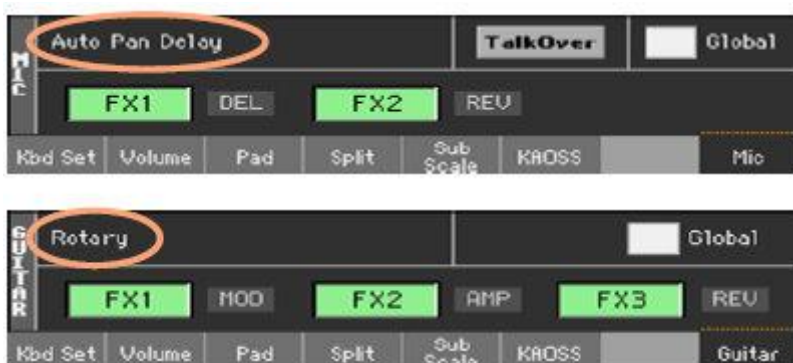 MIC
Auto Pan Delay TalkOver Global
FX1 DEL FX2 REV
Kbd Set Volume Pad Split Sub Scale KAOSS Mic
GUITAR
Rotary Global
FX1 MOD FX2 AMP FX3 REV
Kbd Set Volume Pad Split Sub Scale KAOSS Guitar